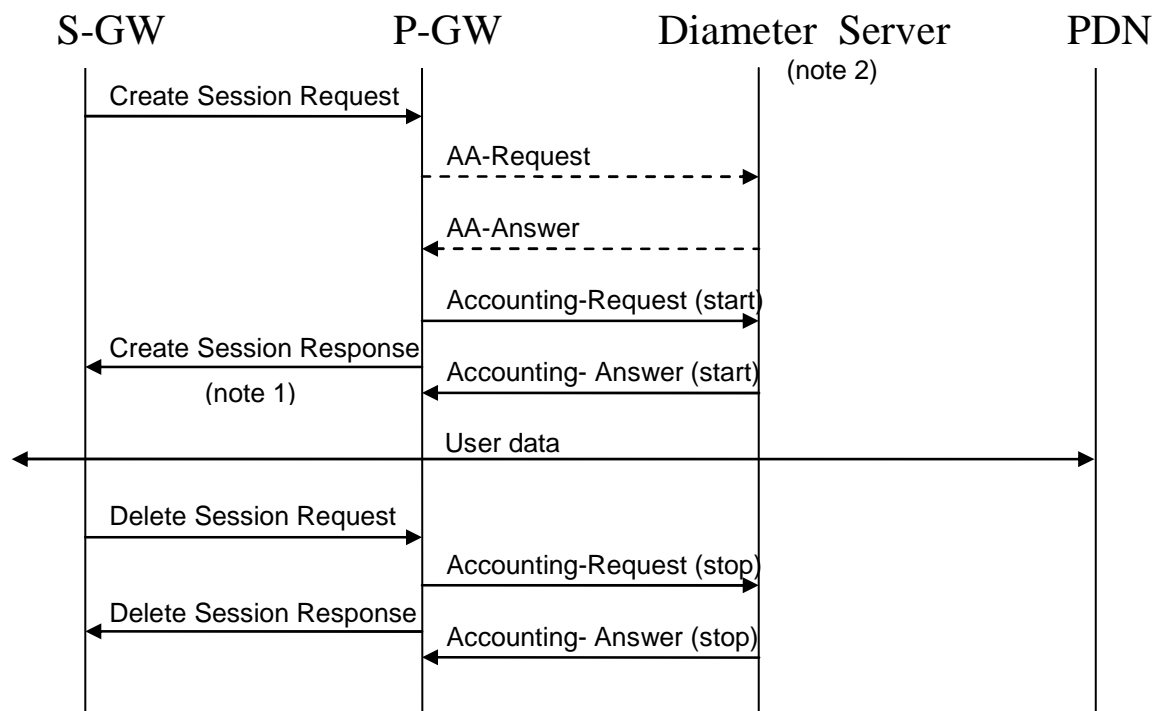 S-GW P-GW Diameter Server PDN
(note 2)
Create Session Request
AA-Request
AA-Answer
Accounting-Request (start)
Create Session Response
Accounting- Answer (start)
(note 1)
User data
Delete Session Request
Accounting-Request (stop)
Delete Session Response
Accounting- Answer (stop)